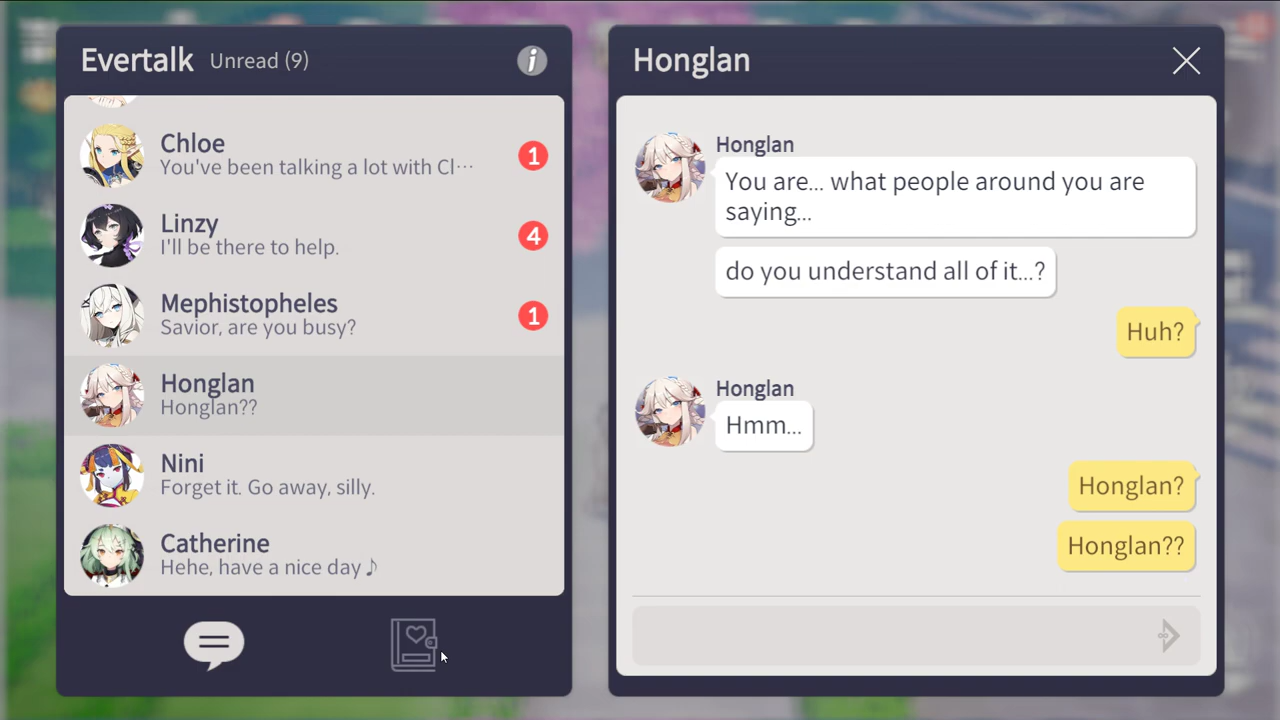 Evertalk Unread (9)
Chloe
You've been talking a lot with Cl…
1
Linzy
I'll be there to help.
4
Mephistopheles
Savior, are you busy?
1
Honglan
Honglan??
Nini
Forget it. Go away, silly.
Catherine
Hehe, have a nice day♪
Honglan
Honglan
You are... what people around you are
saying...
do you understand all of it...?
Huh?
Honglan
Hmm...
Honglan?
Honglan??